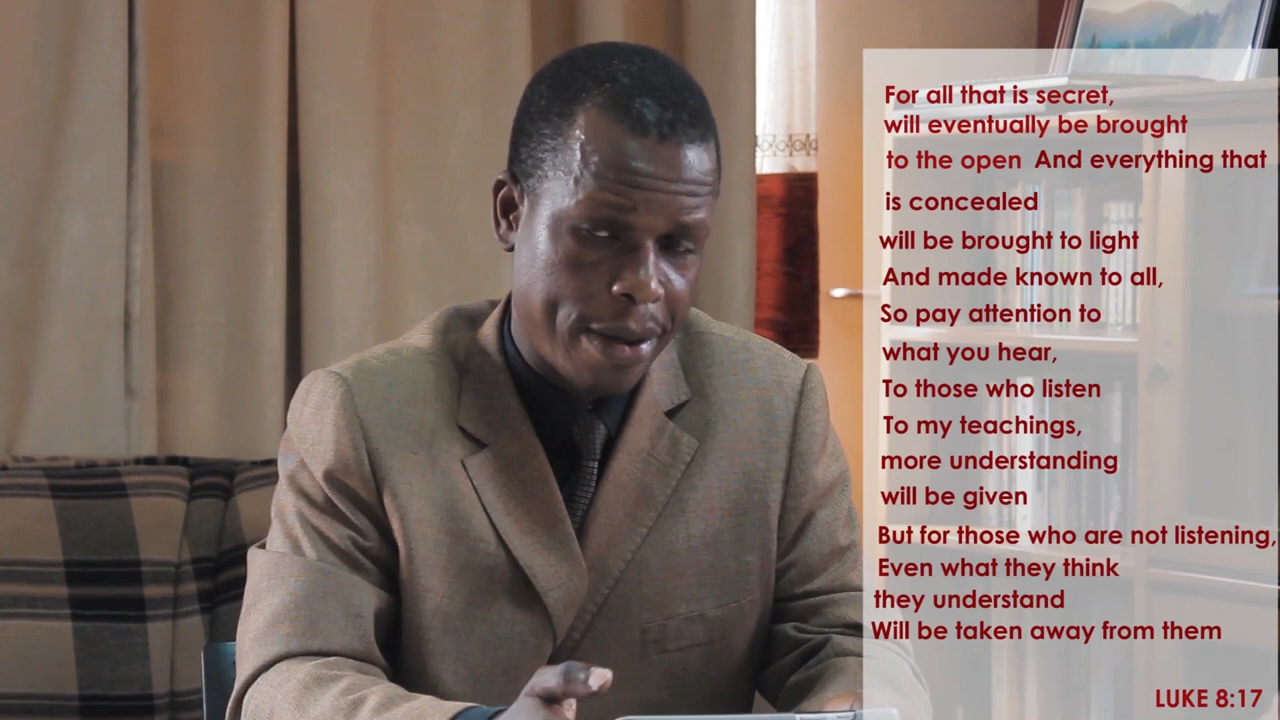 For all that is secret,
will eventually be brought
to the open And everything that
is concealed
will be brought to light
And made known to all,
So pay attention to
what you hear,
To those who listen
To my teachings,
more understanding
will be given
But for those who are not listening,
Even what they think
they understand
Will be taken away from them
LUKE 8:17